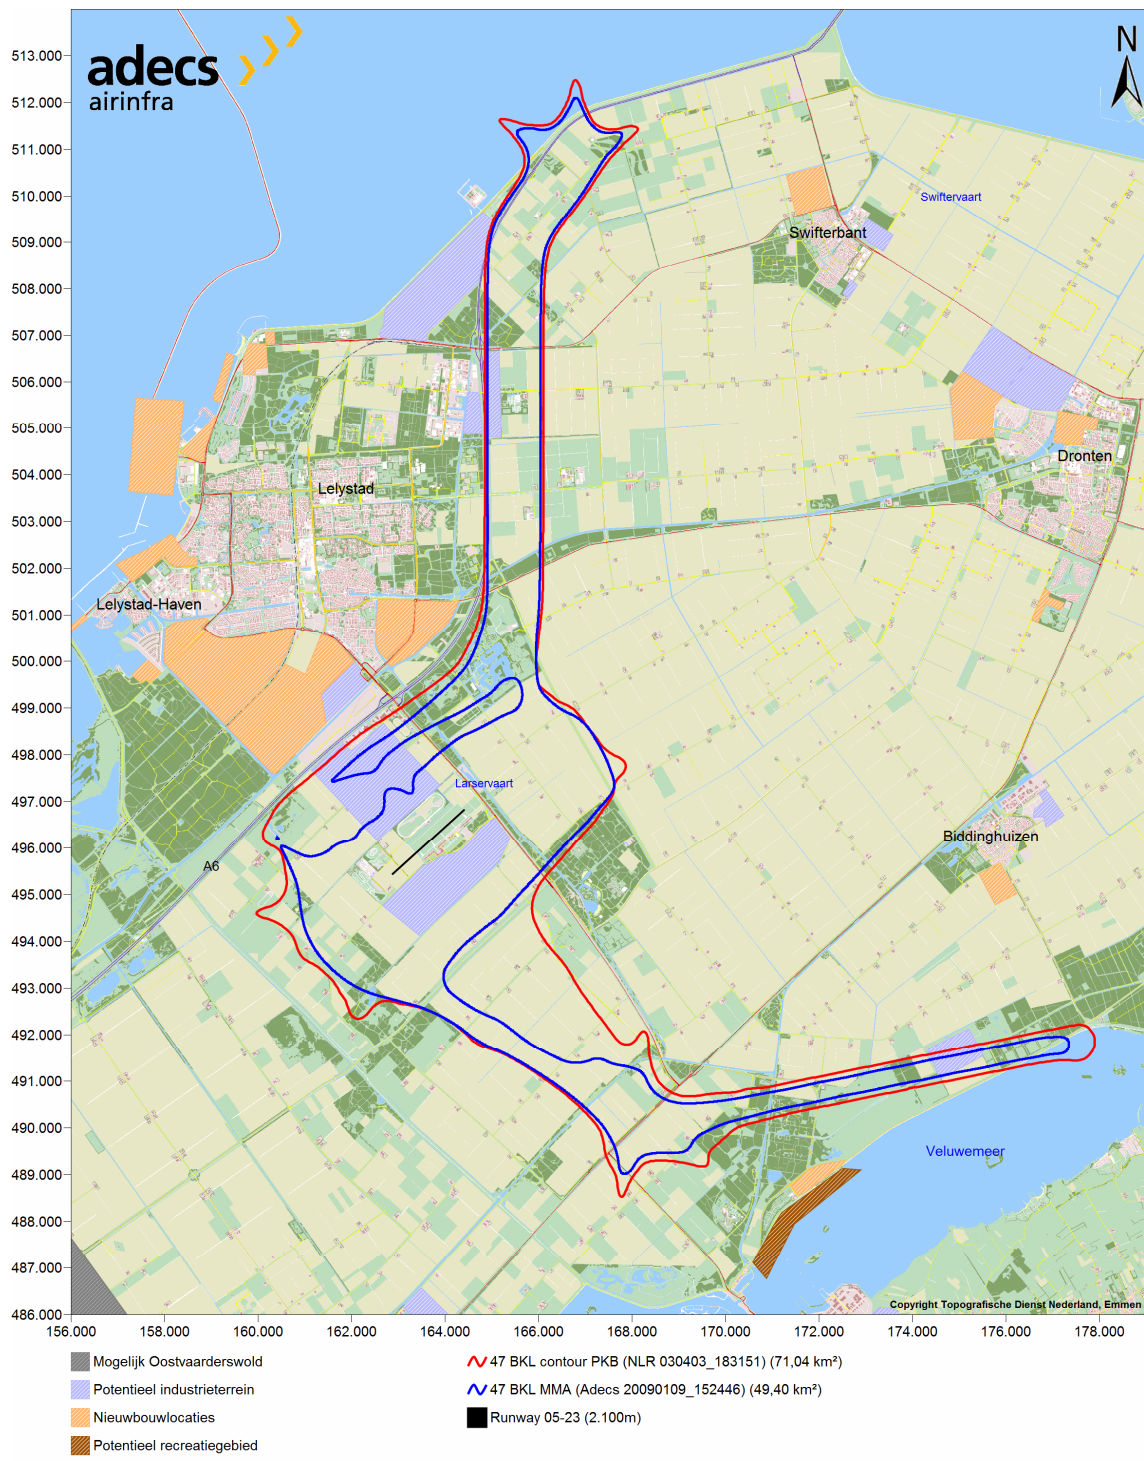 adecs
airinfra
N
513.000
512.000
511.000
510.000
509.000
508.000
507.000
506.000
505.000
504.000
503.000
502.000
501.000
500.000
499.000
498.000
497.000
496.000
495.000
494.000
493.000
492.000
491.000
490.000
489.000
488.000
487.000
486.000
Swiftervaart
Swifterbant
Dronten
Lelystad
Lelystad-Haven
Larservaart
Biddinghuizen
A6
Veluwemeer
Copyright Topografische Dienst Nederland, Emmen
156.000 158.000 160.000 162.000 164.000 166.000 168.000 170.000 172.000 174.000 176.000 178.000
Mogelijk Oostvaarderswold
Potentieel industrieterrein
Nieuwbouwlocaties
Potentieel recreatiegebied
47 BKL contour PKB (NLR 030403_183151) (71,04 km²)
47 BKL MMA (Adecs 20090109_152446) (49,40 km²)
Runway 05-23 (2.100m)